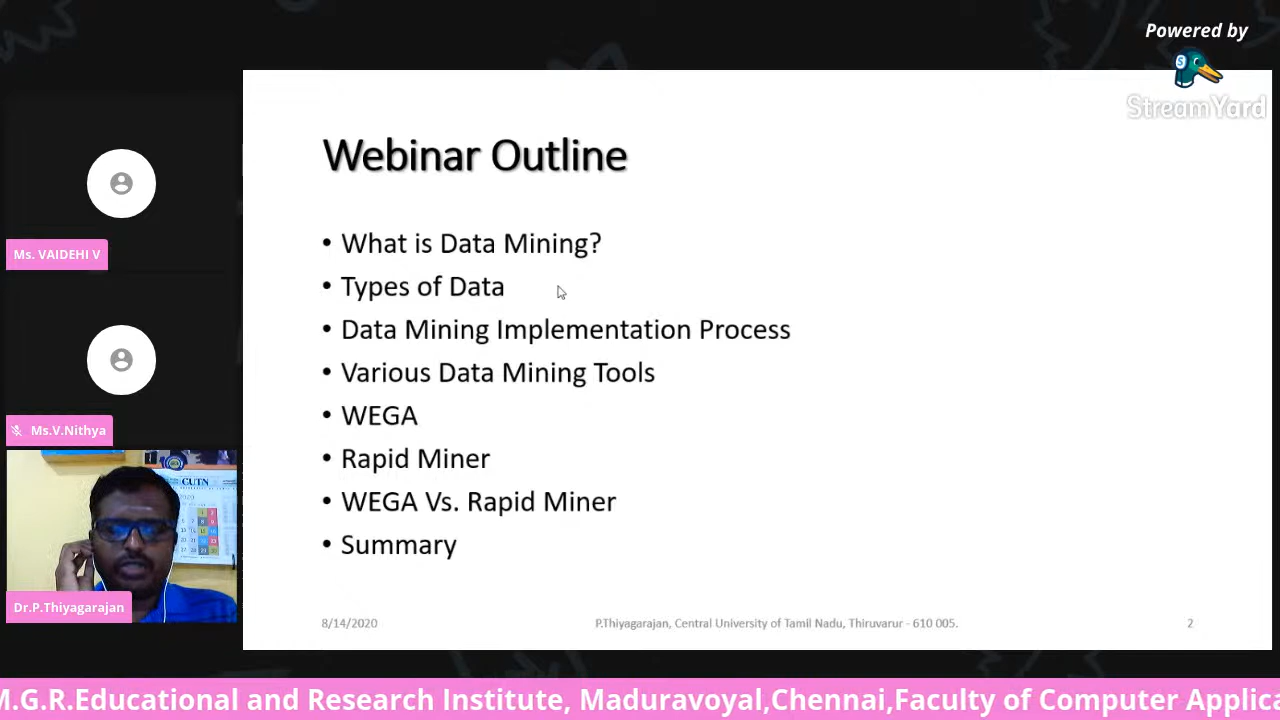 Powered by
StreamYard
Webinar Outline
• What is Data Mining?
• Types of Data
• Data Mining Implementation Process
• Various Data Mining Tools
• WEGA
• Rapid Miner
• WEGA Vs. Rapid Miner
• Summary
8/14/2020
P.Thiyagarajan, Central University of Tamil Nadu, Thiruvarur - 610 005.
2
Ms. VAIDEHI V
Ms.V.Nithya
CUTN
Dr.P.Thiyagarajan
M.G.R.Educational and Research Institute, Maduravoyal,Chennai,Faculty of Computer Applica